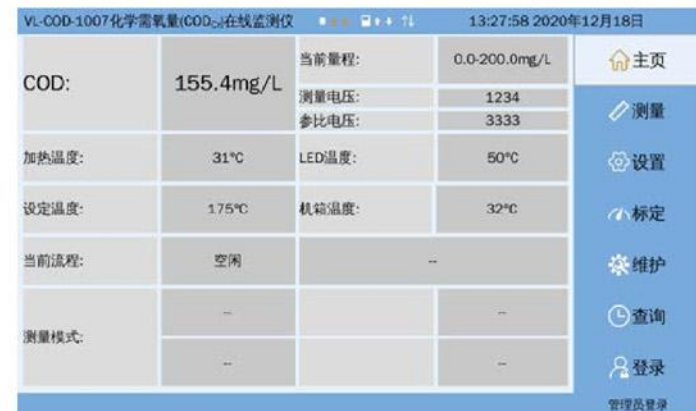 VL-COD-1007化学需氧量(CODCr)在线监测仪 13:27:58 2020年12月18日
COD: 155.4mg/L
当前量程: 0.0-200.0mg/L
测量电压: 1234
参比电压: 3333
加热温度: 31°C LED温度: 50°C
设定温度: 175°C 机箱温度: 32°C
当前流程: 空闲 --
测量模式: -- --
-- --
主页
测量
设置
标定
维护
查询
登录
管理员登录